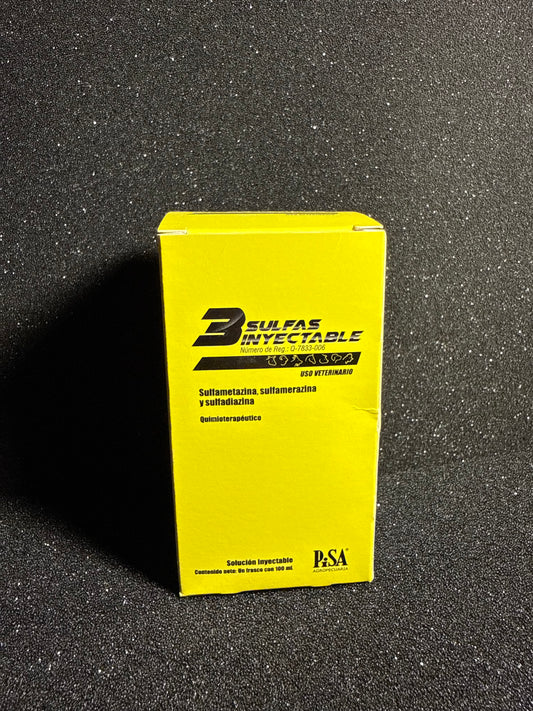 3 SULFAS
INYECTABLE
Número de Reg.: Q-7833-006
USO VETERINARIO
Sulfametazina, sulfamerazina
y sulfadiazina
Quimioterapéutico
Solución Inyectable
Contenido neto: Un frasco con 100 mL
PiSA®
AGROPECUARIA